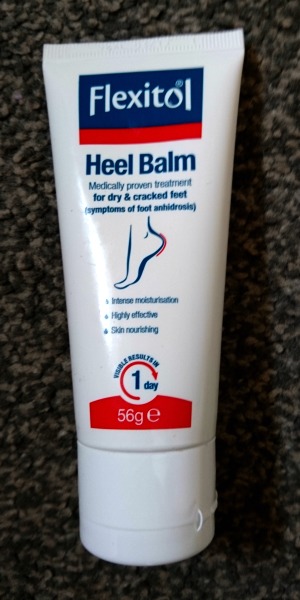 Flexitol®
Heel Balm
Medically proven treatment
for dry & cracked feet
(symptoms of foot anhidrosis)
Intense moisturisation
Highly effective
Skin nourishing
VISIBLE RESULTS IN
1 day
56g ℮